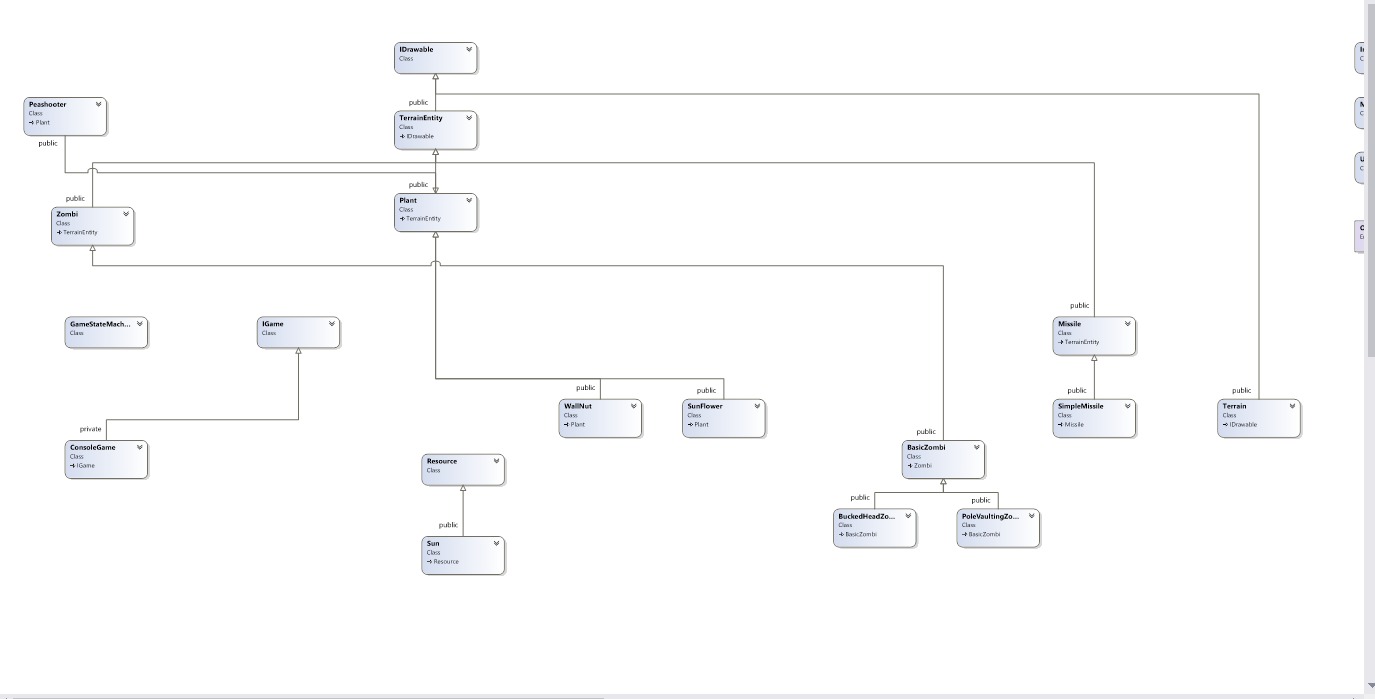 IDrawable
Class
public
Peashooter
Class
Plant
public
TerrainEntity
Class
IDrawable
public
Plant
Class
TerrainEntity
public
Zombi
Class
TerrainEntity
GameStateMach...
Class
IGame
Class
public
Missile
Class
TerrainEntity
public
WallNut
Class
Plant
public
SunFlower
Class
Plant
public
SimpleMissile
Class
Missile
public
Terrain
Class
IDrawable
private
ConsoleGame
Class
IGame
public
BasicZombi
Class
Zombi
Resource
Class
public
Sun
Class
Resource
public
BuckedHeadZo...
Class
BasicZombi
public
PoleVaultingZo...
Class
BasicZombi